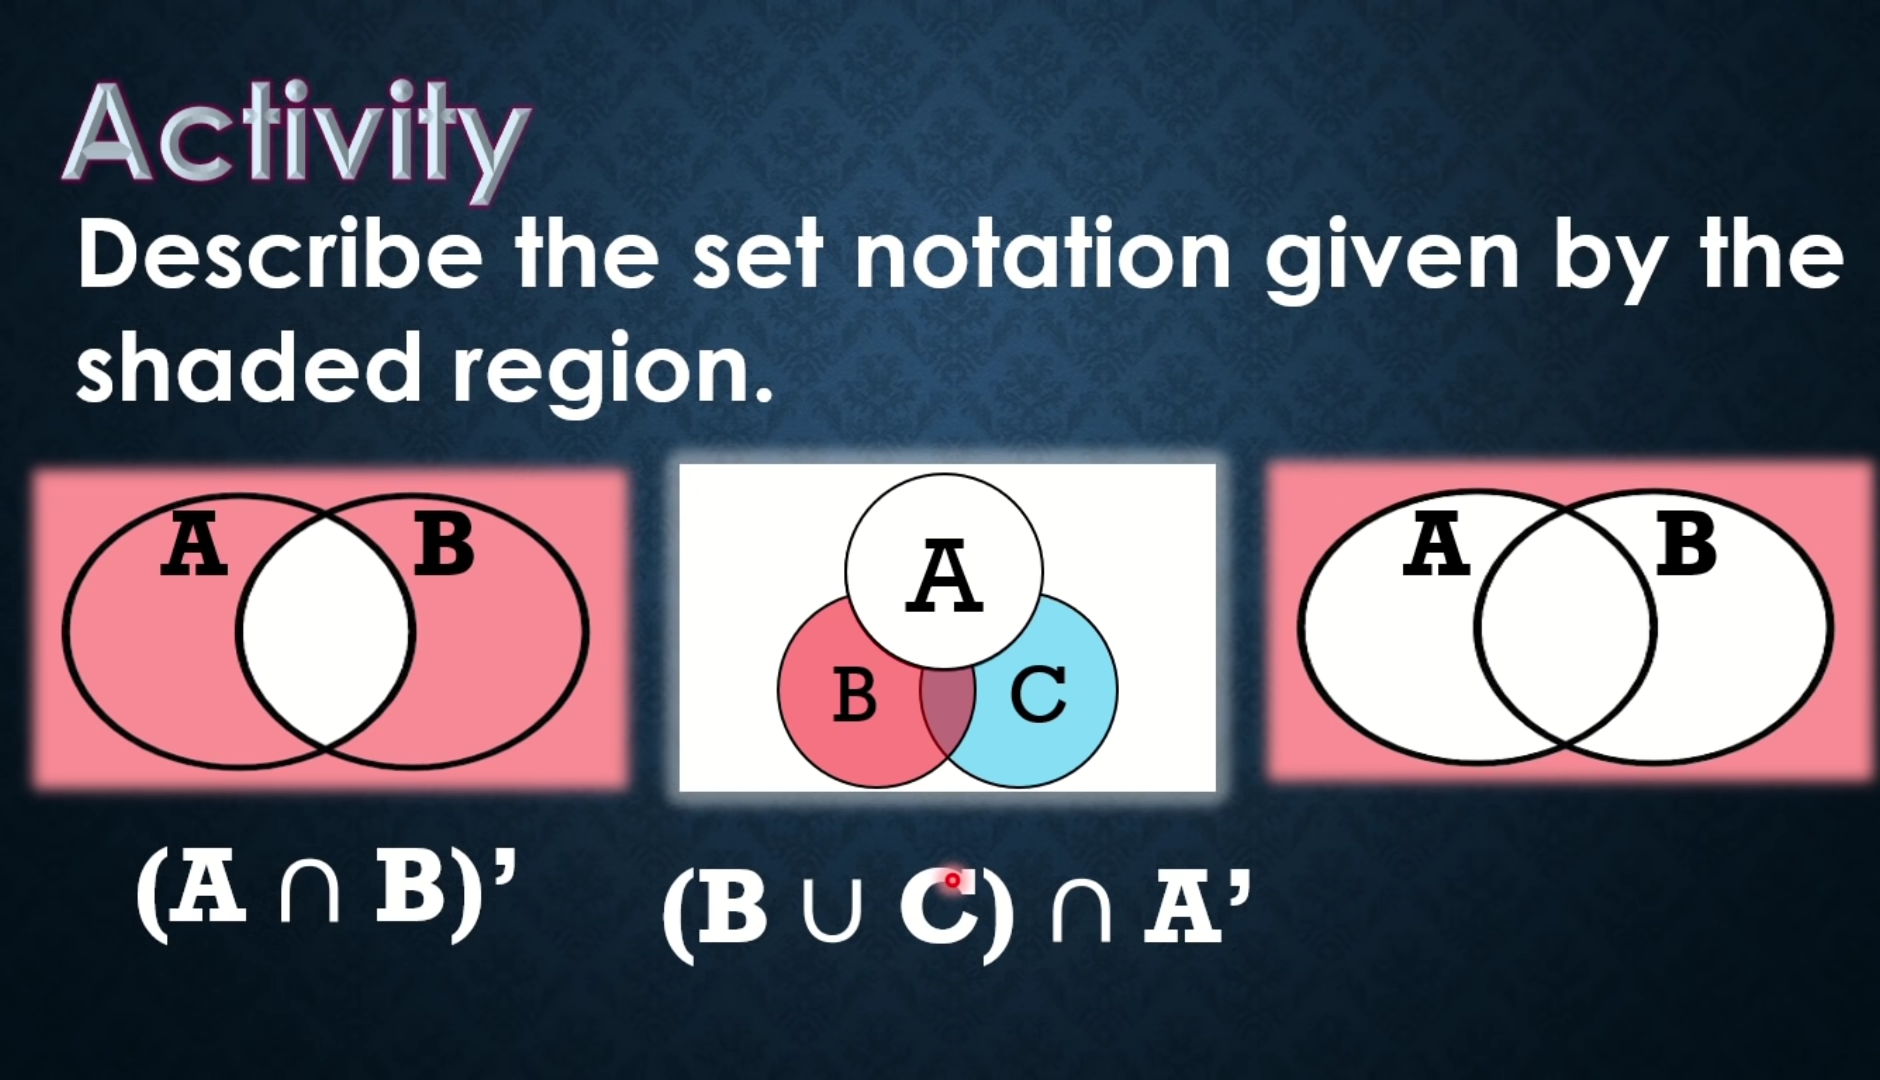 Activity
Describe the set notation given by the
shaded region.
A B
A
B C
A B
(A ∩ B)’
(B ∪ C) ∩ A’